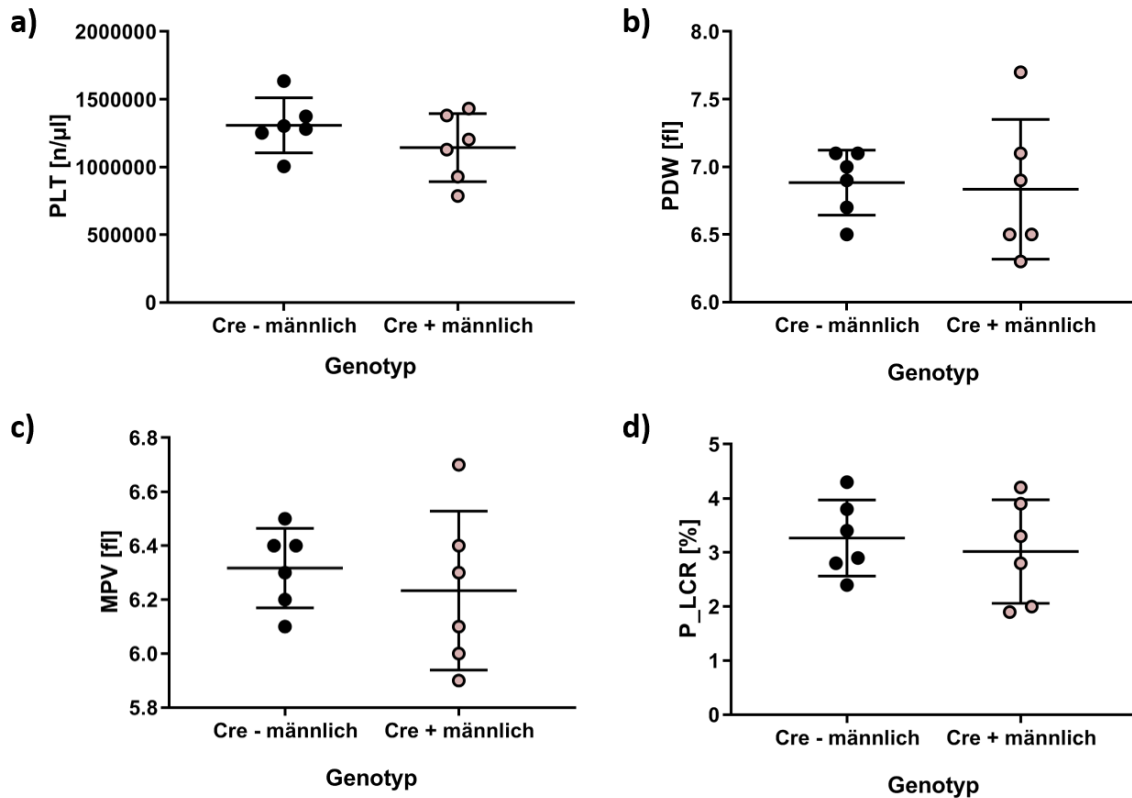 a)
PLT [n/µl]
2000000
1500000
1000000
500000
0
Cre - männlich
Cre + männlich
Genotyp
b)
PDW [fl]
8.0
7.5
7.0
6.5
6.0
Cre - männlich
Cre + männlich
Genotyp
c)
MPV [fl]
6.8
6.6
6.4
6.2
6.0
5.8
Cre - männlich
Cre + männlich
Genotyp
d)
P_LCR [%]
5
4
3
2
1
0
Cre - männlich
Cre + männlich
Genotyp